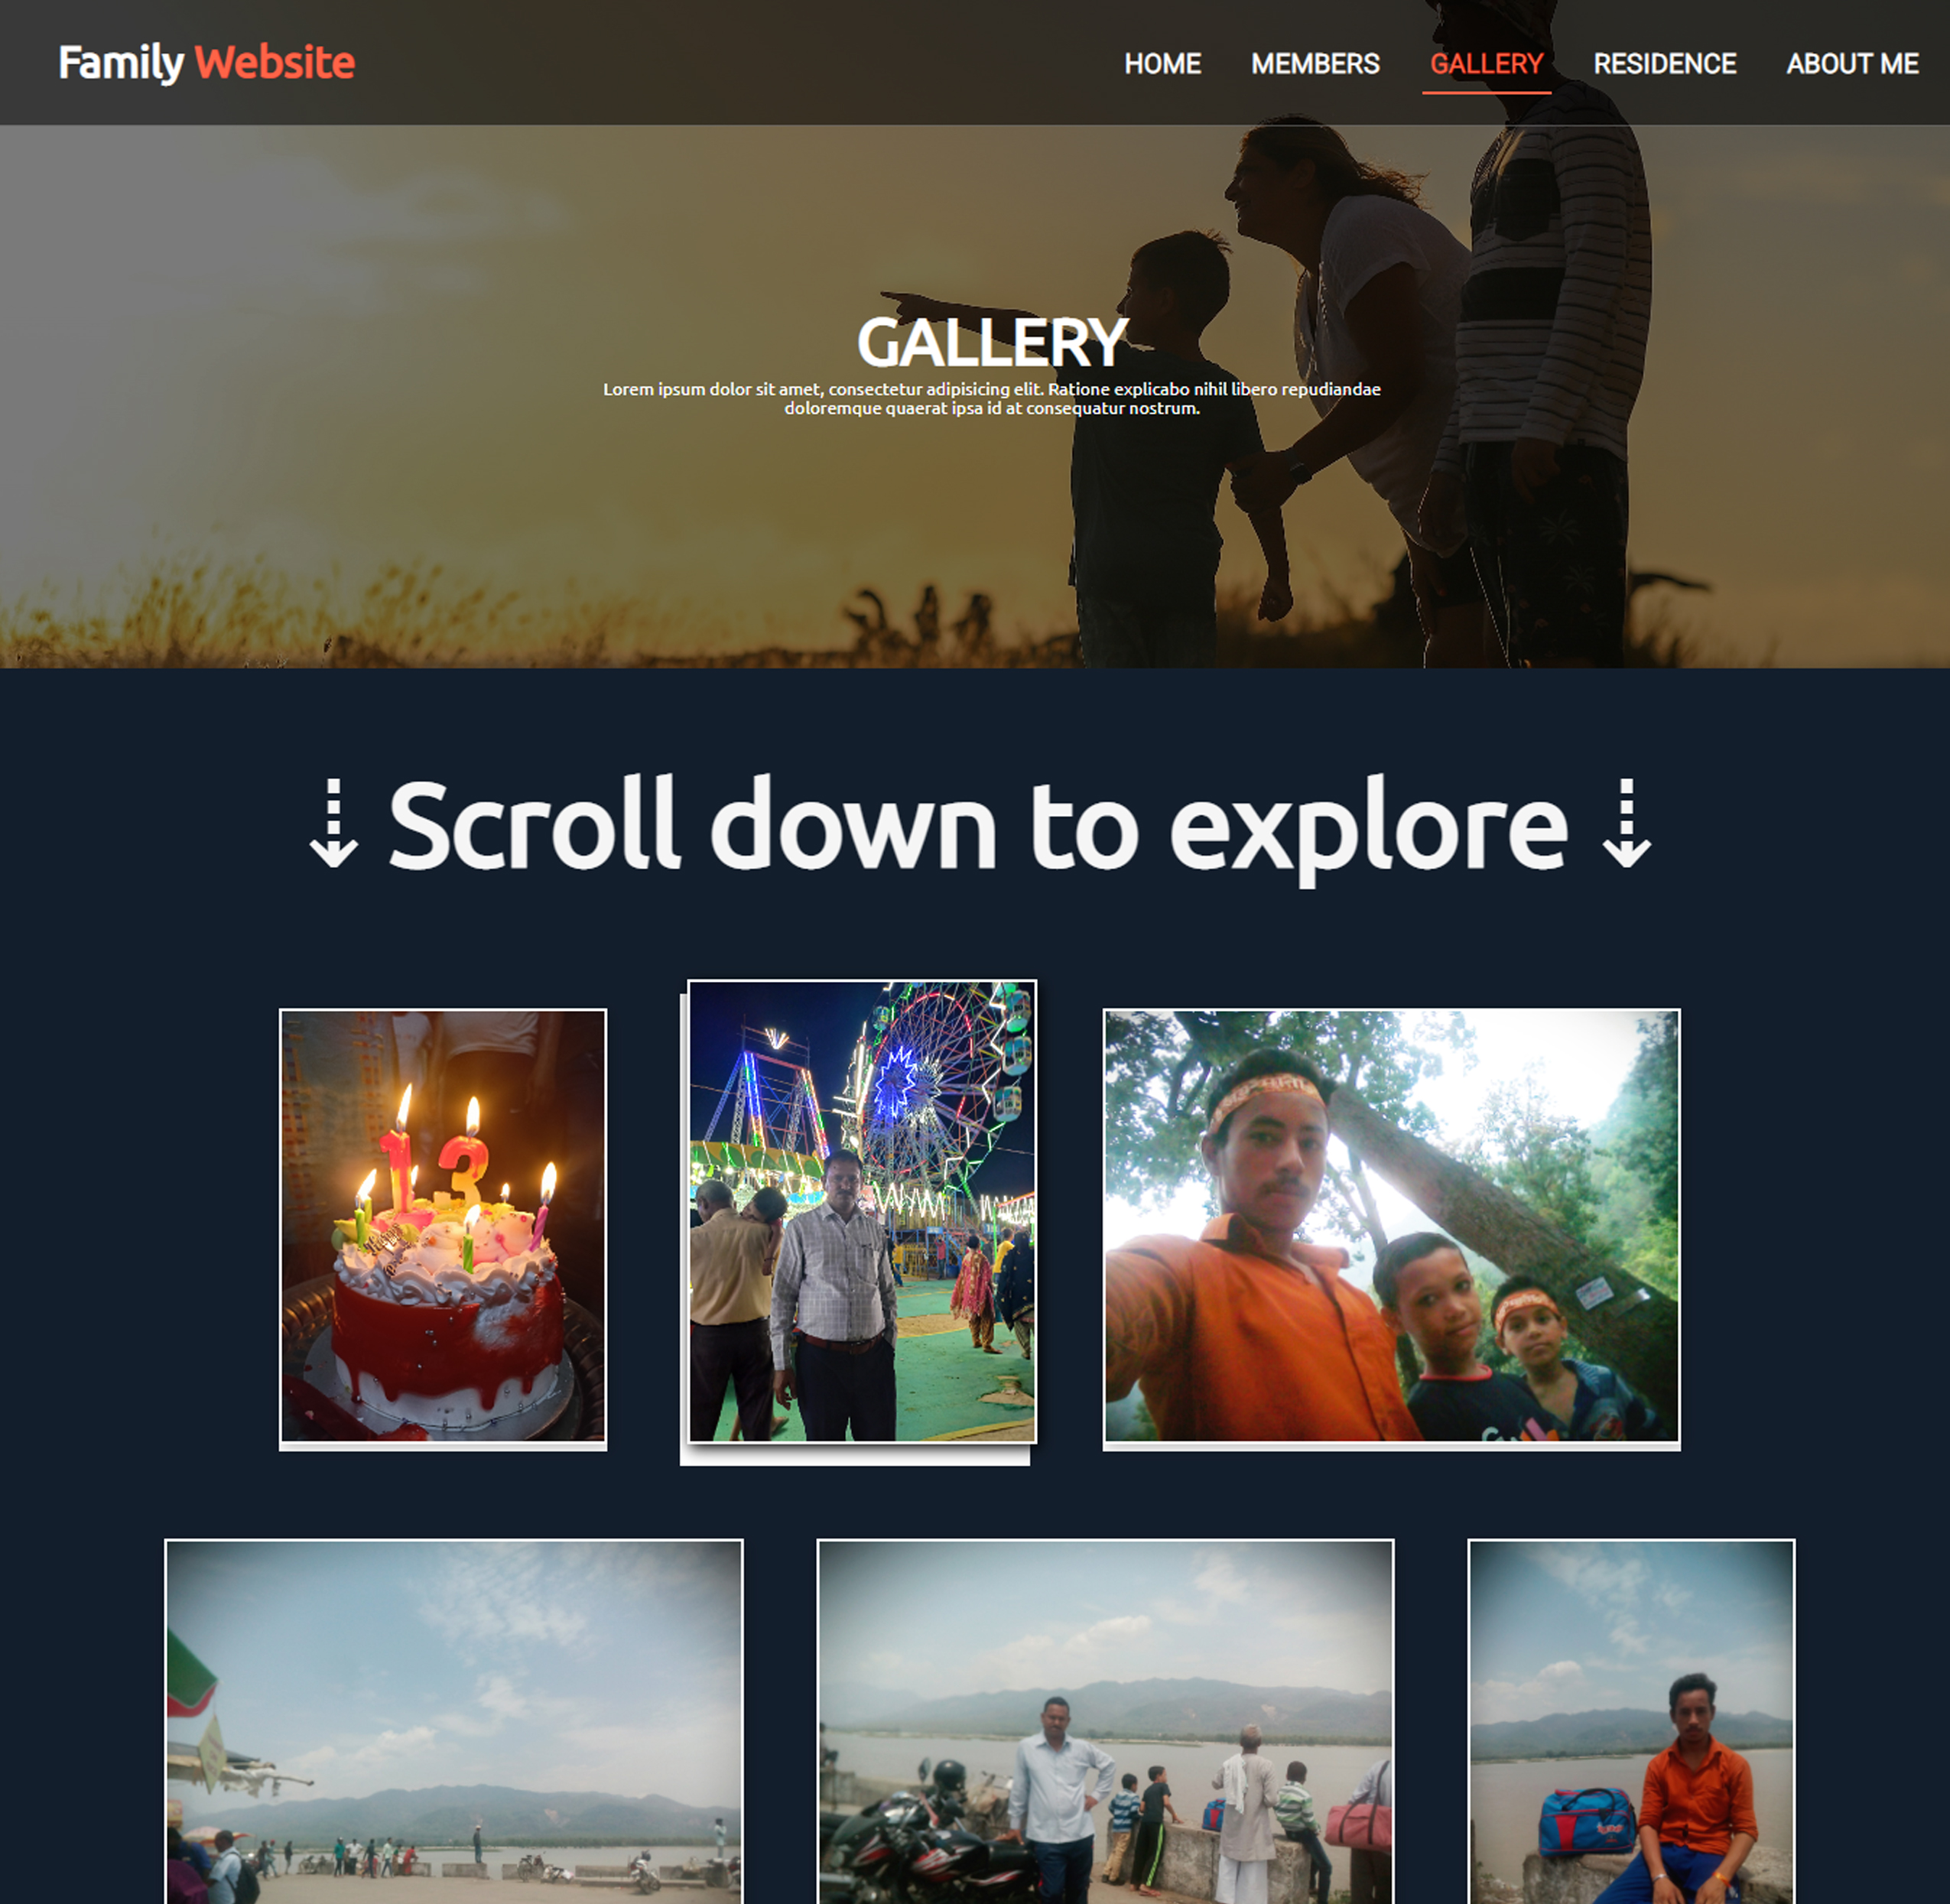 Family Website
HOME MEMBERS GALLERY RESIDENCE ABOUT ME
GALLERY
Lorem ipsum dolor sit amet, consectetur adipisicing elit. Ratione explicabo nihil libero repudiandae
doloremque quaerat ipsa id at consequatur nostrum.
⇣ Scroll down to explore ⇣
13